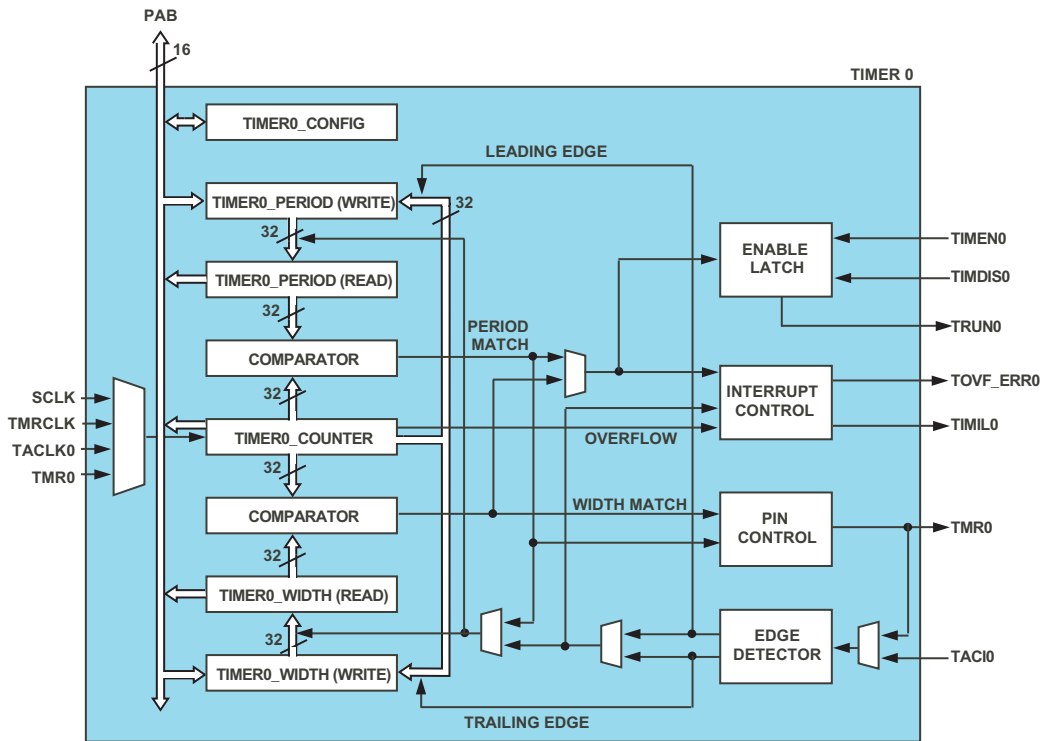 PAB
16
TIMER 0
TIMER0_CONFIG
LEADING EDGE
TIMER0_PERIOD (WRITE)
32
32
TIMEN0
ENABLE
LATCH
TIMER0_PERIOD (READ)
TIMDIS0
32
PERIOD
MATCH
TRUN0
COMPARATOR
SCLK
32
INTERRUPT
CONTROL
TOVF_ERR0
TMRCLK
TIMER0_COUNTER
OVERFLOW
TIMIL0
TACLK0
32
TMR0
COMPARATOR
WIDTH MATCH
PIN
CONTROL
TMR0
32
TIMER0_WIDTH (READ)
32
EDGE
DETECTOR
TACI0
TIMER0_WIDTH (WRITE)
TRAILING EDGE